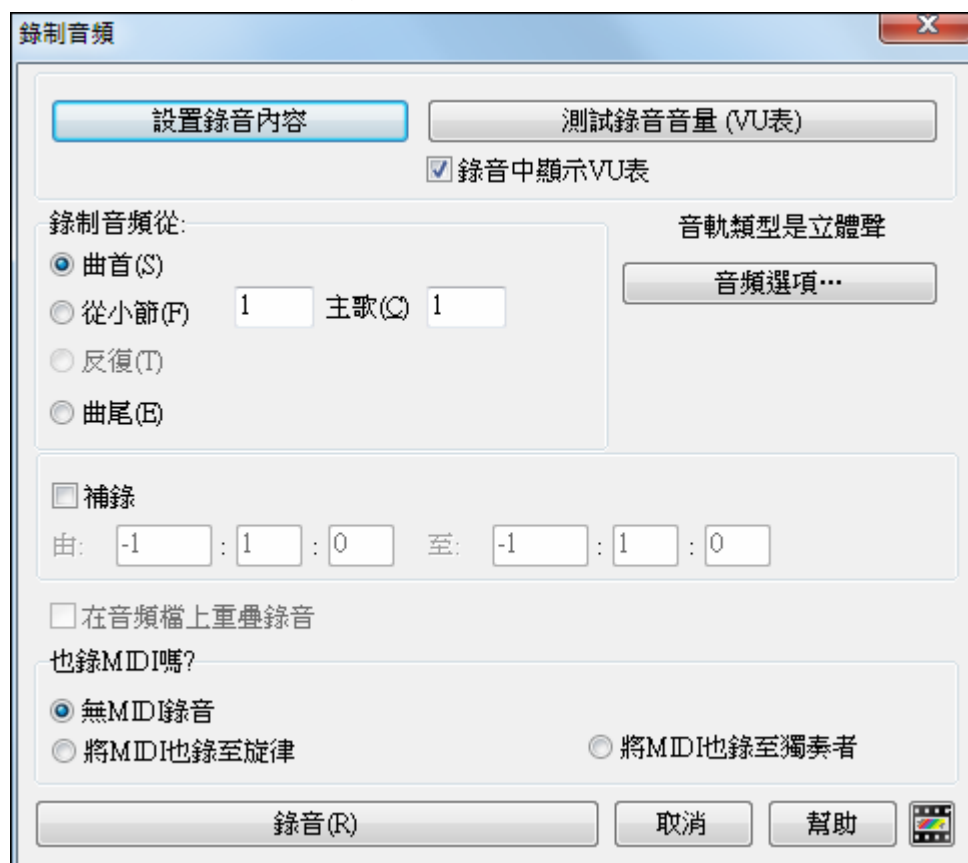 錄制音頻
設置錄音內容 測試錄音音量 (VU表)
錄音中顯示VU表
錄制音頻從: 音軌類型是立體聲
曲首(S) 音頻選項…
從小節(F) 1 主歌(C) 1
反復(T)
曲尾(E)
補錄
由: -1 : 1 : 0 至: -1 : 1 : 0
在音頻檔上重疊錄音
也錄MIDI嗎?
無MIDI錄音
將MIDI也錄至旋律 將MIDI也錄至獨奏者
錄音(R) 取消 幫助